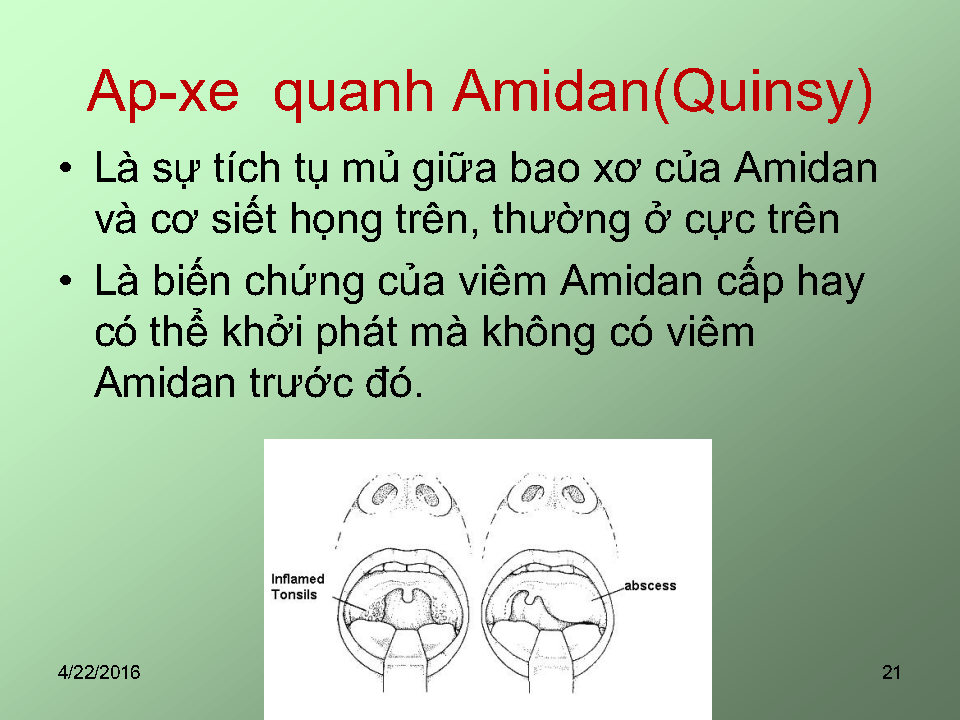 Ap-xe quanh Amidan(Quinsy)
• Là sự tích tụ mủ giữa bao xơ của Amidan
và cơ siết họng trên, thường ở cực trên
• Là biến chứng của viêm Amidan cấp hay
có thể khởi phát mà không có viêm
Amidan trước đó.
Inflamed
Tonsils
abscess
4/22/2016
21